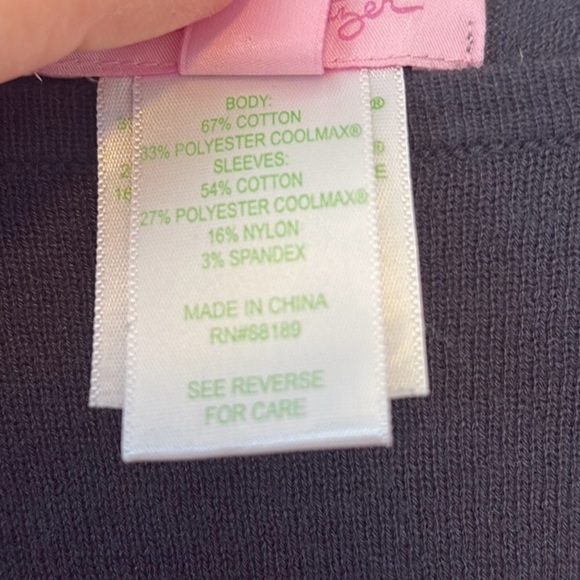 BODY:
67% COTTON
33% POLYESTER COOLMAX®
SLEEVES:
54% COTTON
27% POLYESTER COOLMAX®
16% NYLON
3% SPANDEX
MADE IN CHINA
RN#68189
SEE REVERSE
FOR CARE